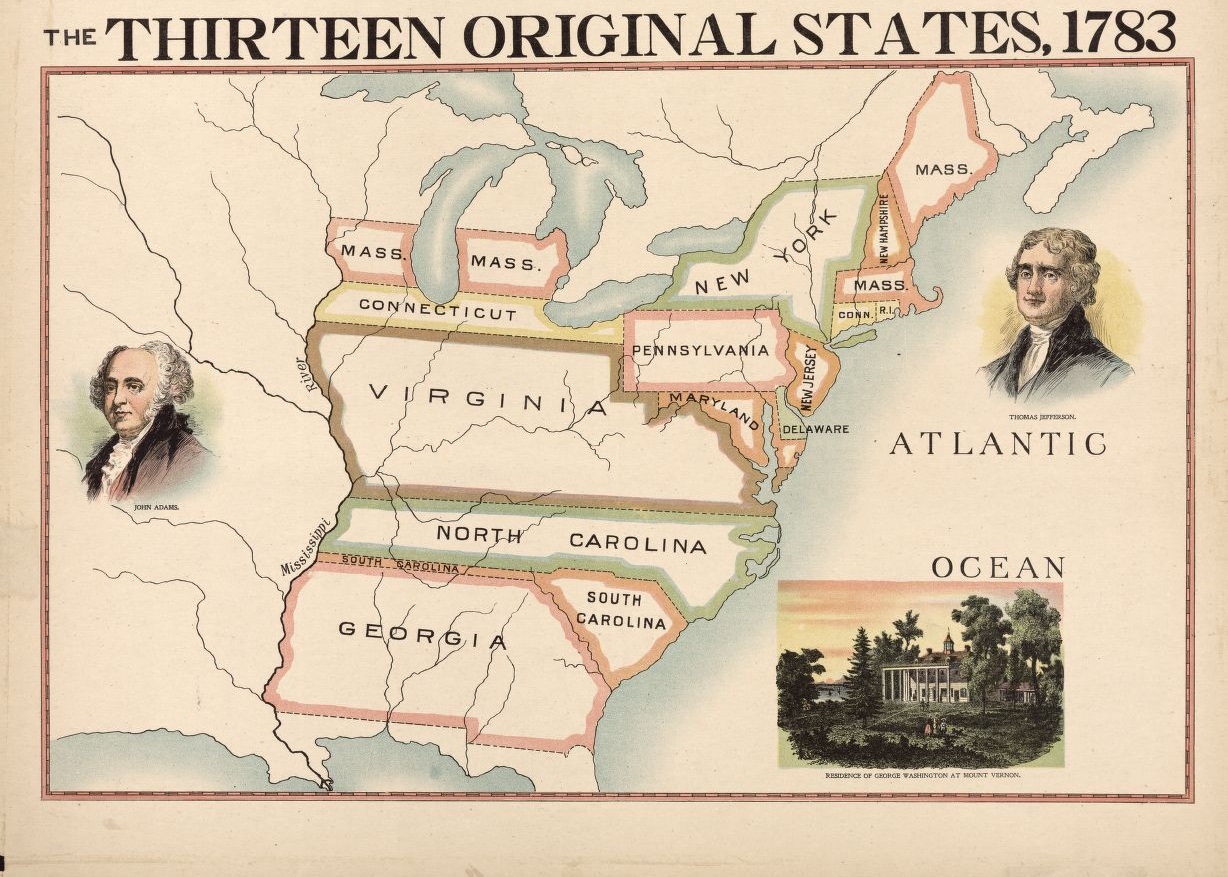 THE THIRTEEN ORIGINAL STATES, 1783
MASS.
NEW HAMPSHIRE
NEW YORK
MASS.
MASS.
MASS.
CONN.
R.I.
CONNECTICUT
PENNSYLVANIA
NEW JERSEY
MARYLAND
DELAWARE
VIRGINIA
River
Mississippi
NORTH CAROLINA
SOUTH CAROLINA
SOUTH
CAROLINA
GEORGIA
JOHN ADAMS.
THOMAS JEFFERSON.
ATLANTIC
OCEAN
RESIDENCE OF GEORGE WASHINGTON AT MOUNT VERNON.